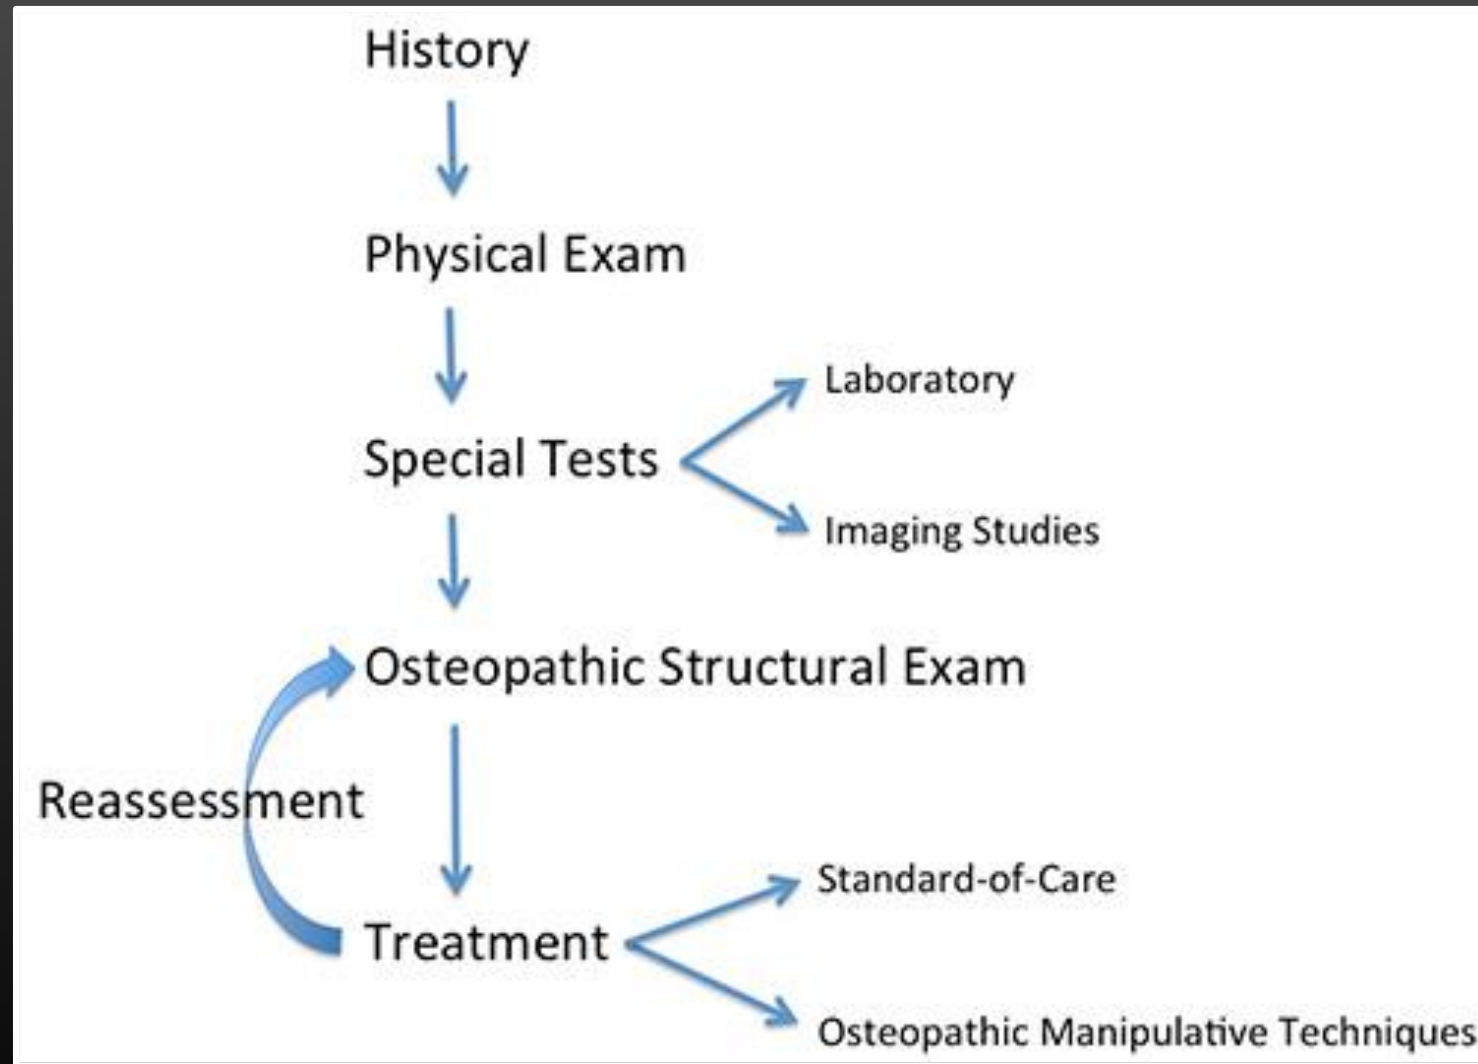 History
Physical Exam
Special Tests
Laboratory
Imaging Studies
Osteopathic Structural Exam
Reassessment
Treatment
Standard-of-Care
Osteopathic Manipulative Techniques